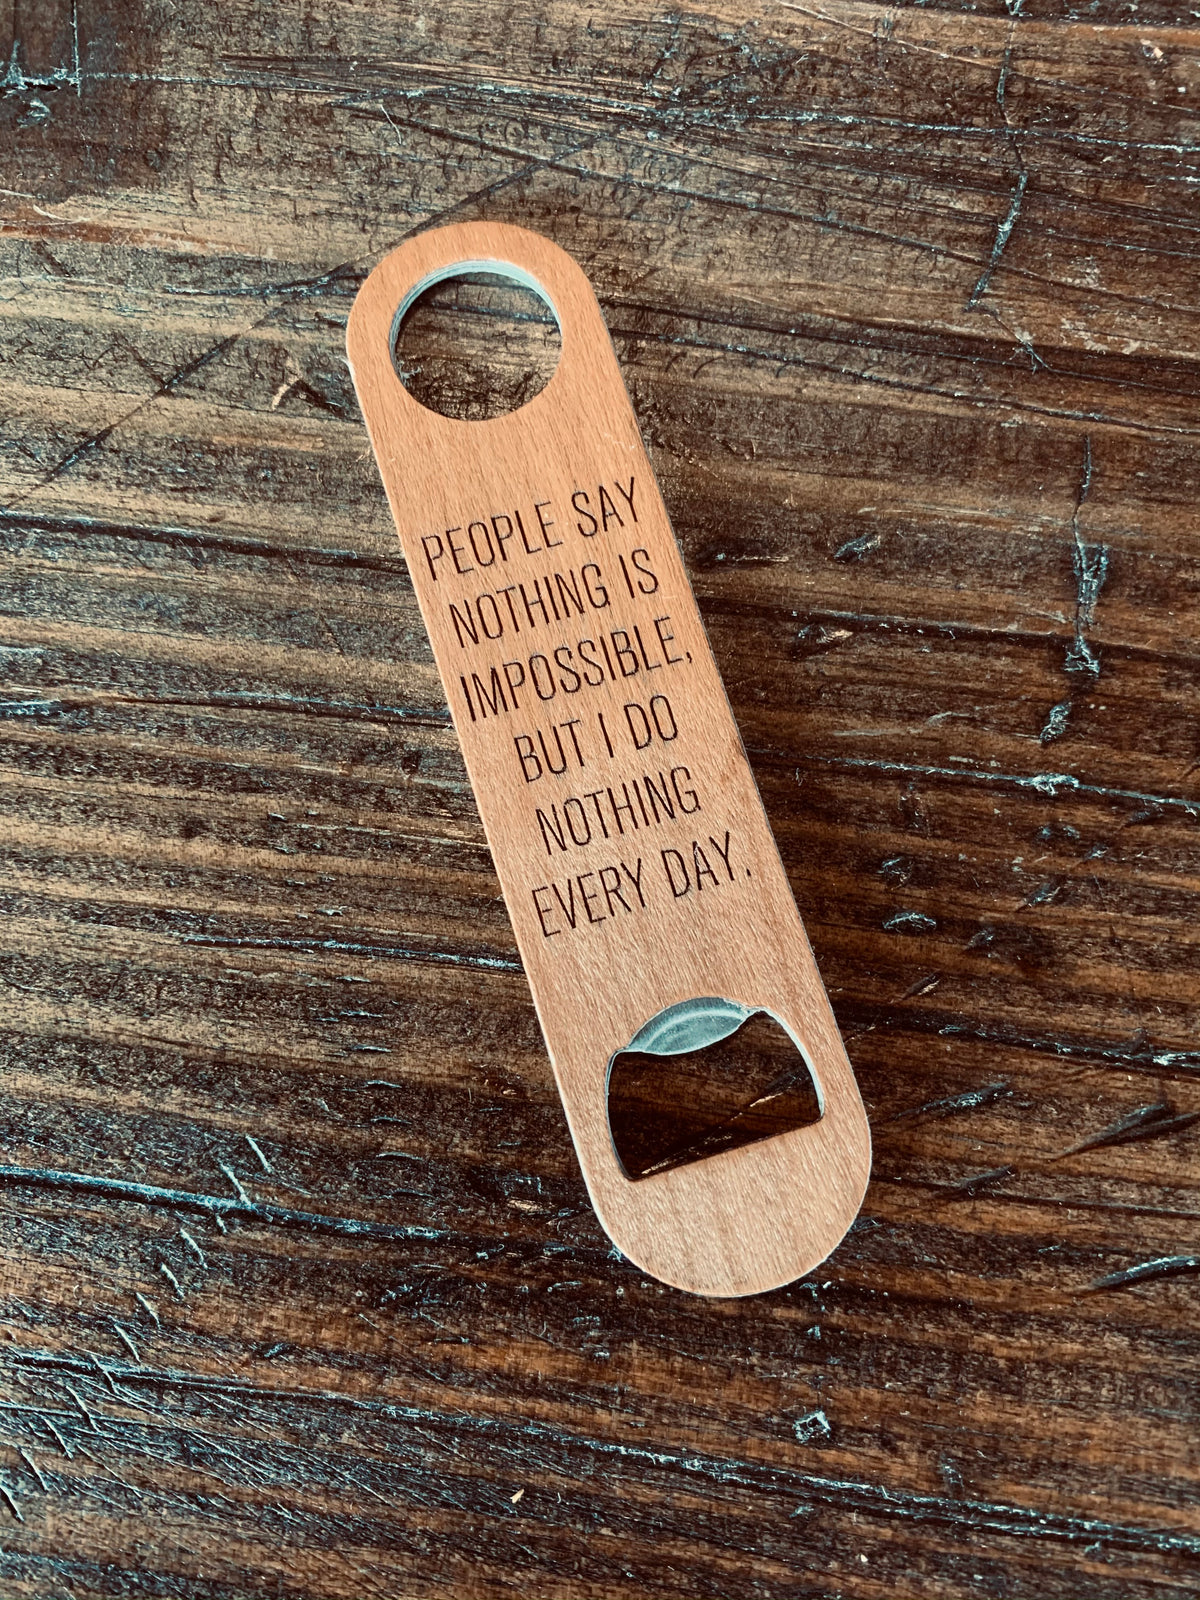 PEOPLE SAY
NOTHING IS
IMPOSSIBLE,
BUT I DO
NOTHING
EVERY DAY.